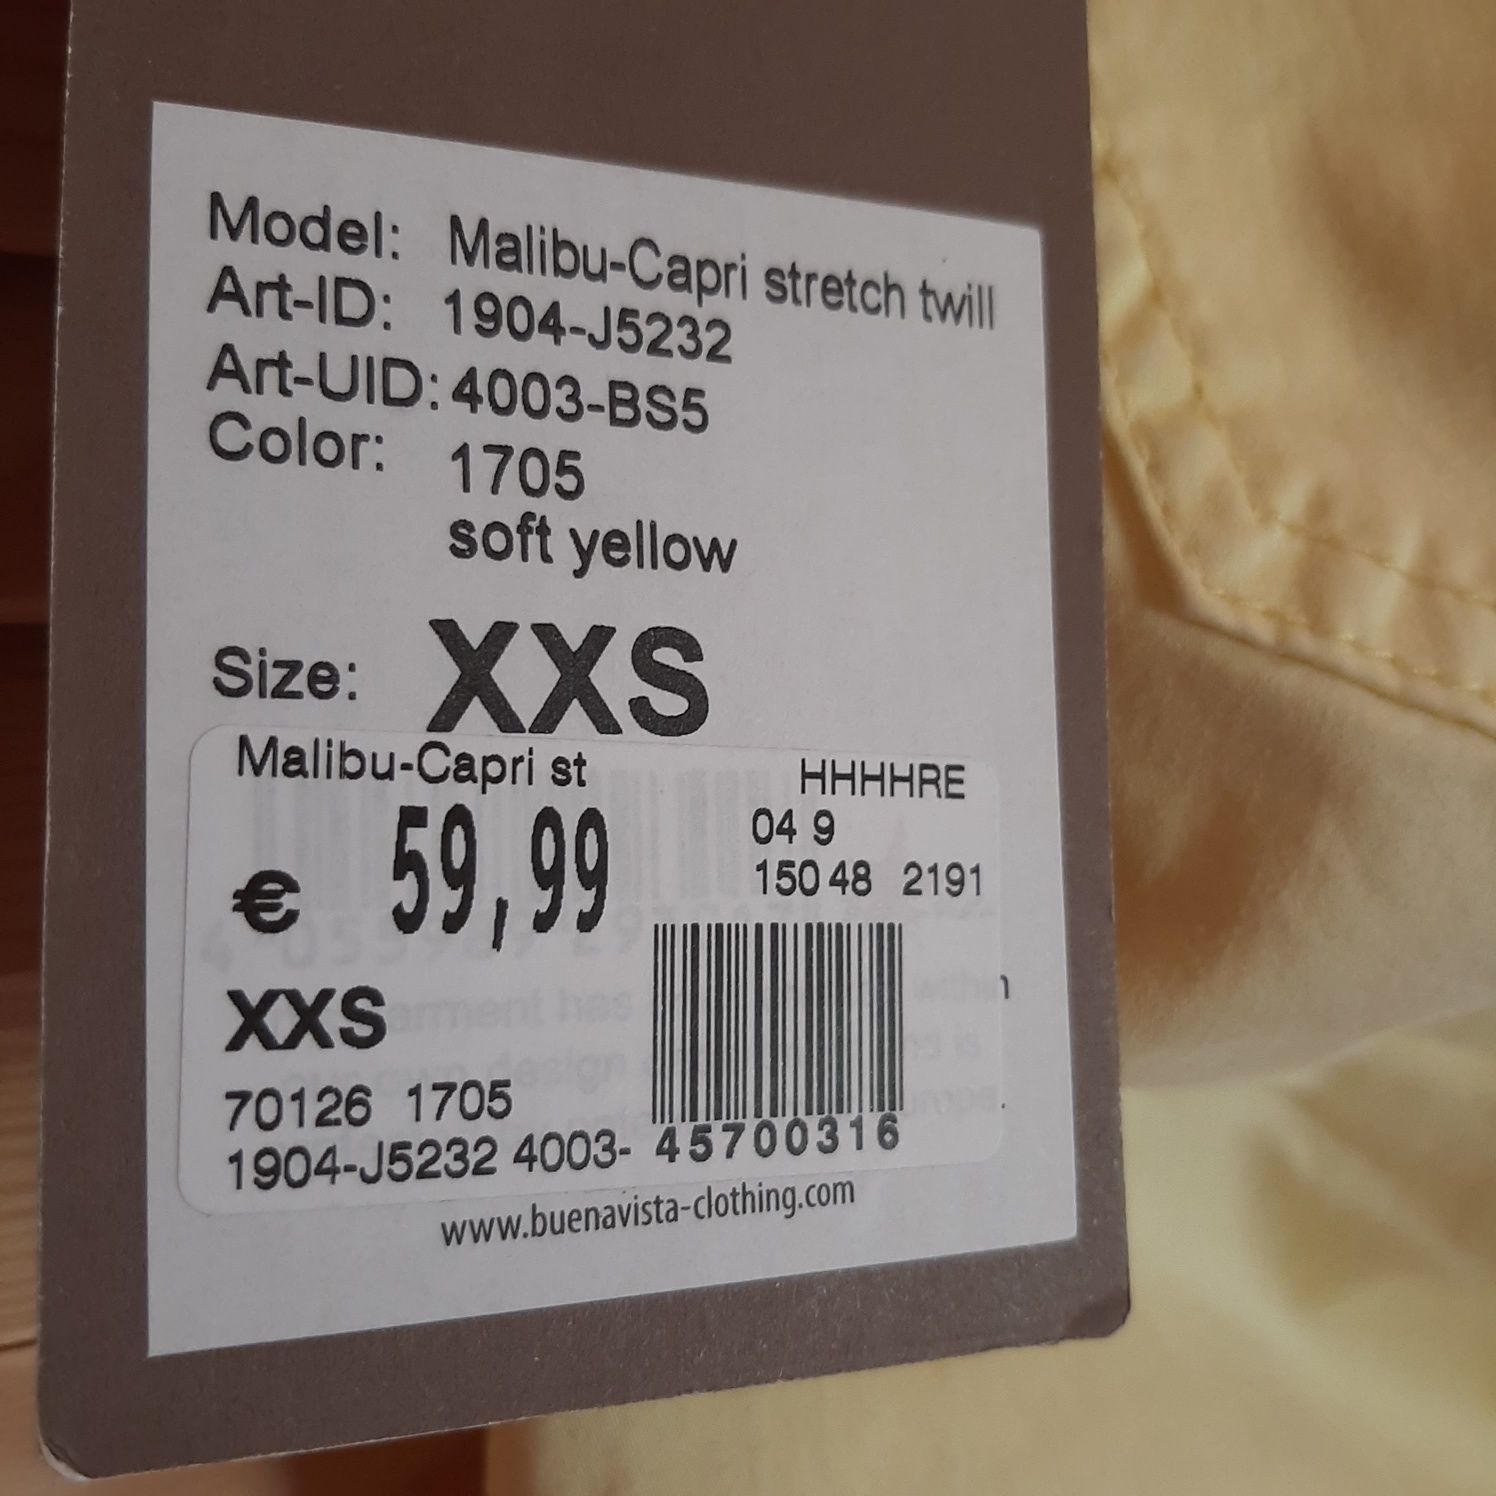 Model: Malibu-Capri stretch twill
Art-ID: 1904-J5232
Art-UID: 4003-BS5
Color: 1705
soft yellow
Size: XXS
Malibu-Capri st HHHHRE
04 9
€ 59,99 150 48 2191
XXS
70126 1705
1904-J5232 4003- 45700316
www.buenavista-clothing.com